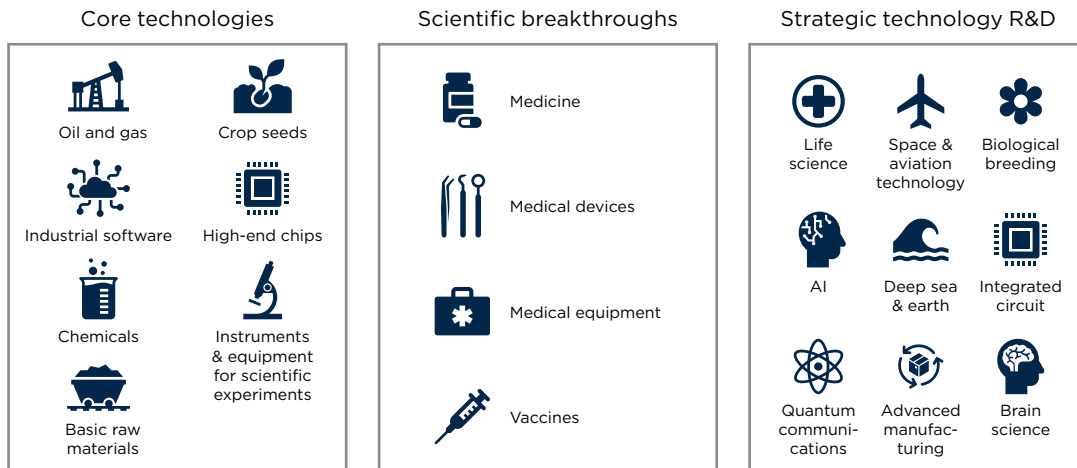 Core technologies
Oil and gas
Crop seeds
Industrial software
High-end chips
Chemicals
Instruments
& equipment
for scientific
experiments
Basic raw
materials
Scientific breakthroughs
Medicine
Medical devices
Medical equipment
Vaccines
Strategic technology R&D
Life
science
Space &
aviation
technology
Biological
breeding
AI
Deep sea
& earth
Integrated
circuit
Quantum
communi-
cations
Advanced
manufac-
turing
Brain
science